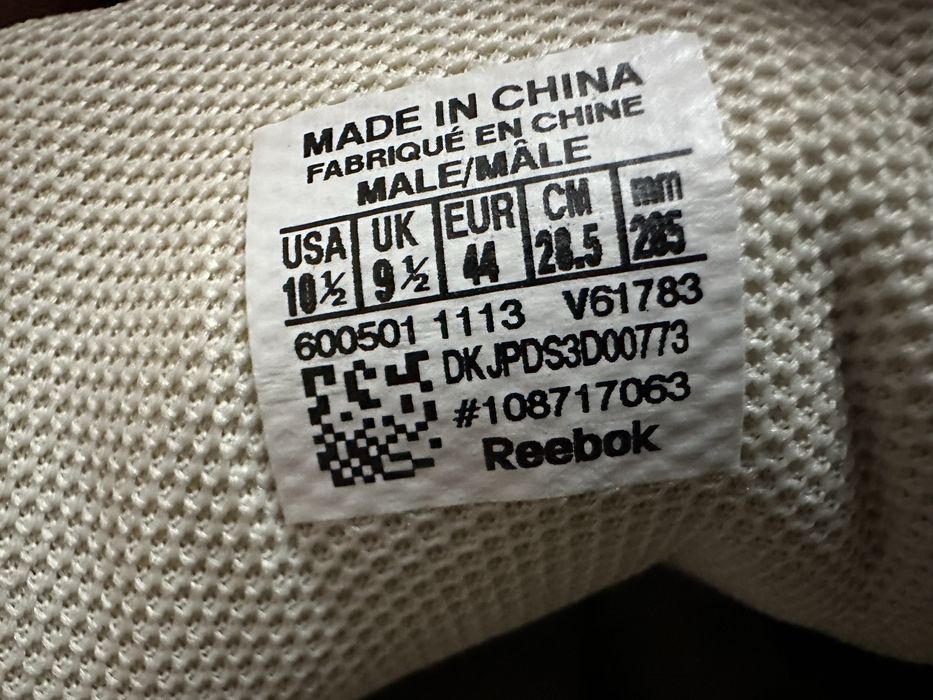 MADE IN CHINA
FABRIQUÉ EN CHINE
MALE/MÂLE
USA UK EUR CM mm
10½ 9½ 44 28.5 285
600501 1113 V61783
DKJPDS3D00773
#108717063
Reebok